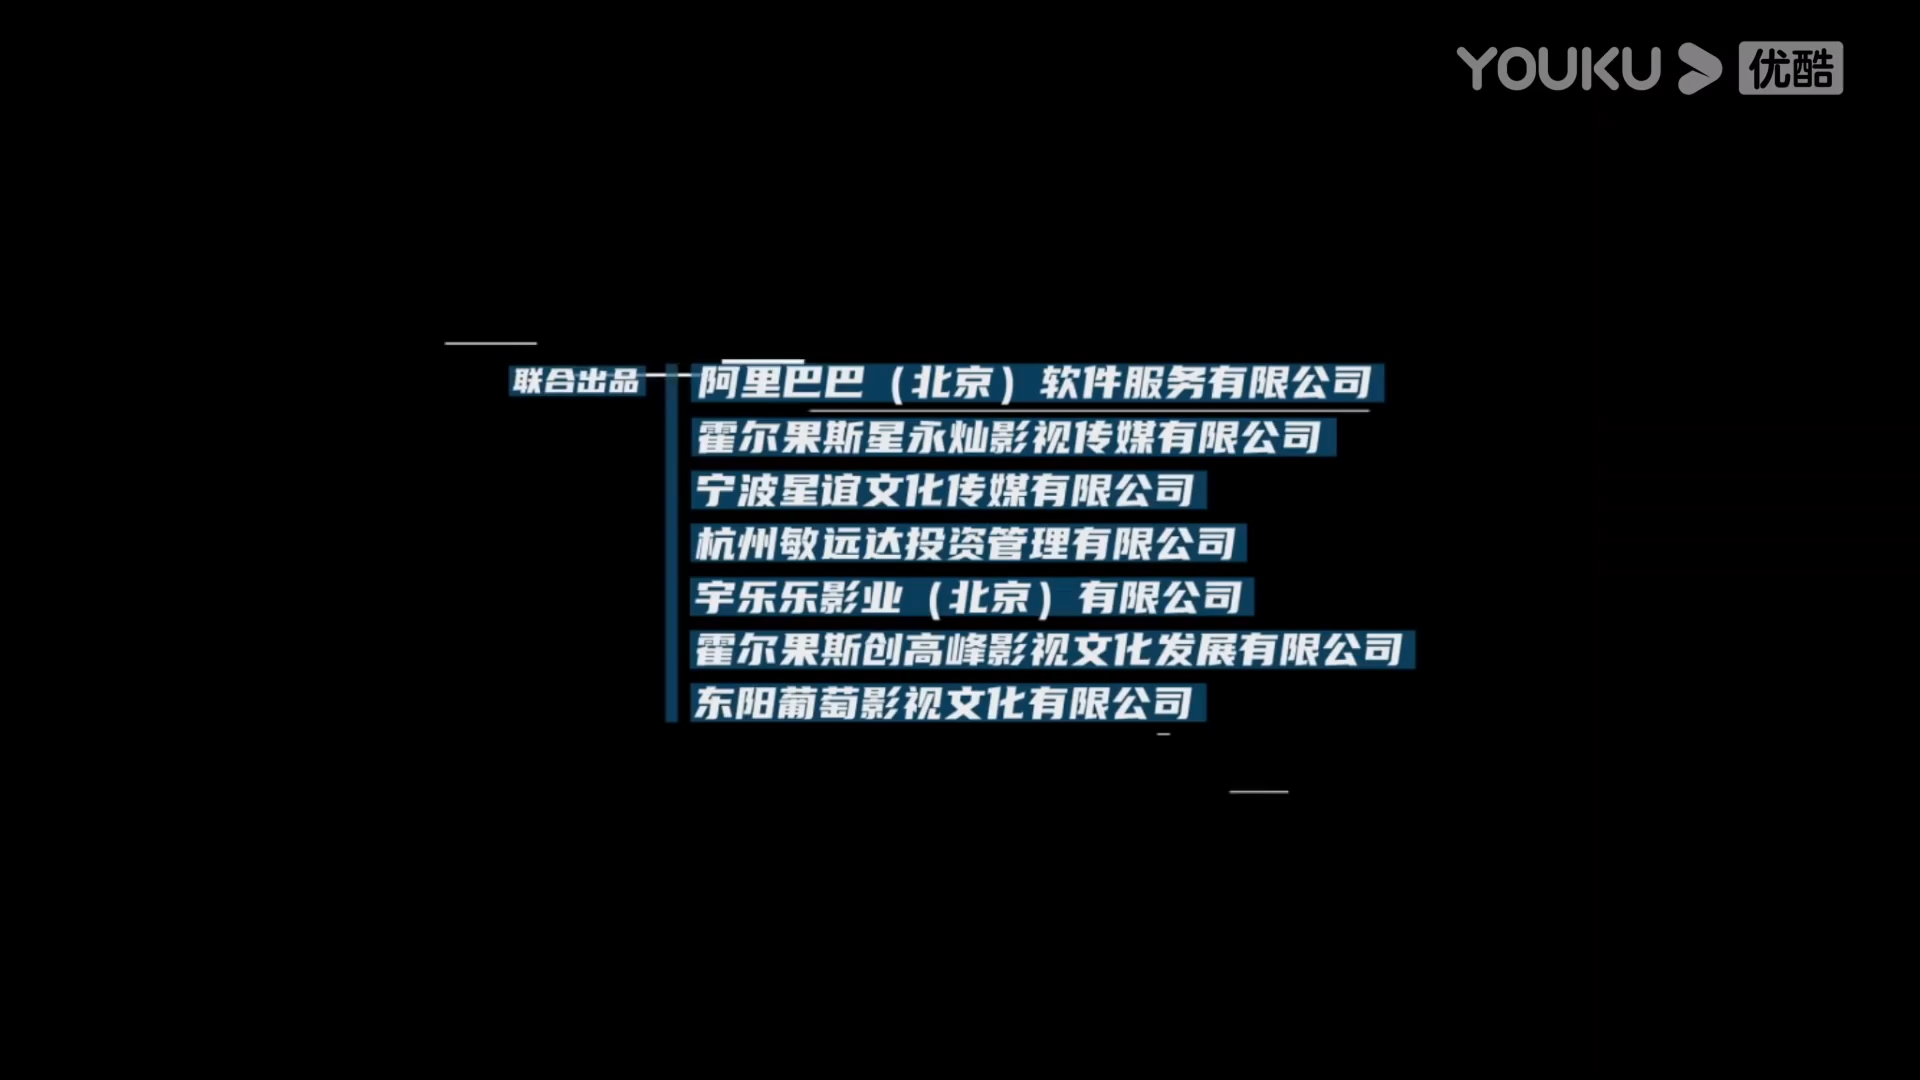 YOUKU 优酷
联合出品 阿里巴巴（北京）软件服务有限公司
霍尔果斯星永灿影视传媒有限公司
宁波星谊文化传媒有限公司
杭州敏远达投资管理有限公司
宇乐乐影业（北京）有限公司
霍尔果斯创高峰影视文化发展有限公司
东阳葡萄影视文化有限公司